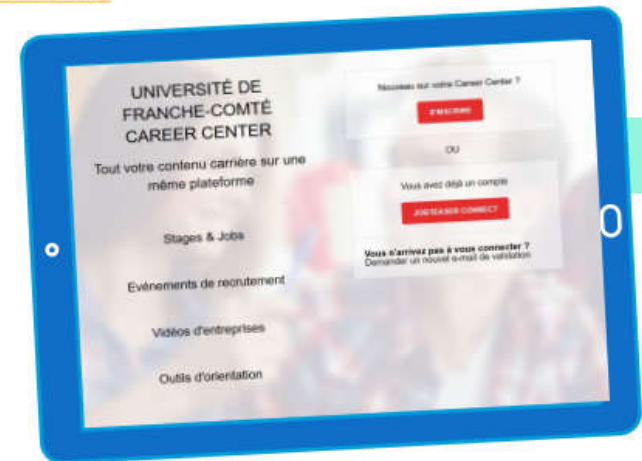 UNIVERSITÉ DE
FRANCHE-COMTÉ
CAREER CENTER
Tout votre contenu carrière sur une
même plateforme
Stages & Jobs
Evénements de recrutement
Vidéos d'entreprises
Outils d'orientation
Nouveau sur votre Career Center ?
S'INSCRIRE
OU
Vous avez déjà un compte
JOBTEASER CONNECT
Vous n'arrivez pas à vous connecter ?
Demander un nouvel e-mail de validation